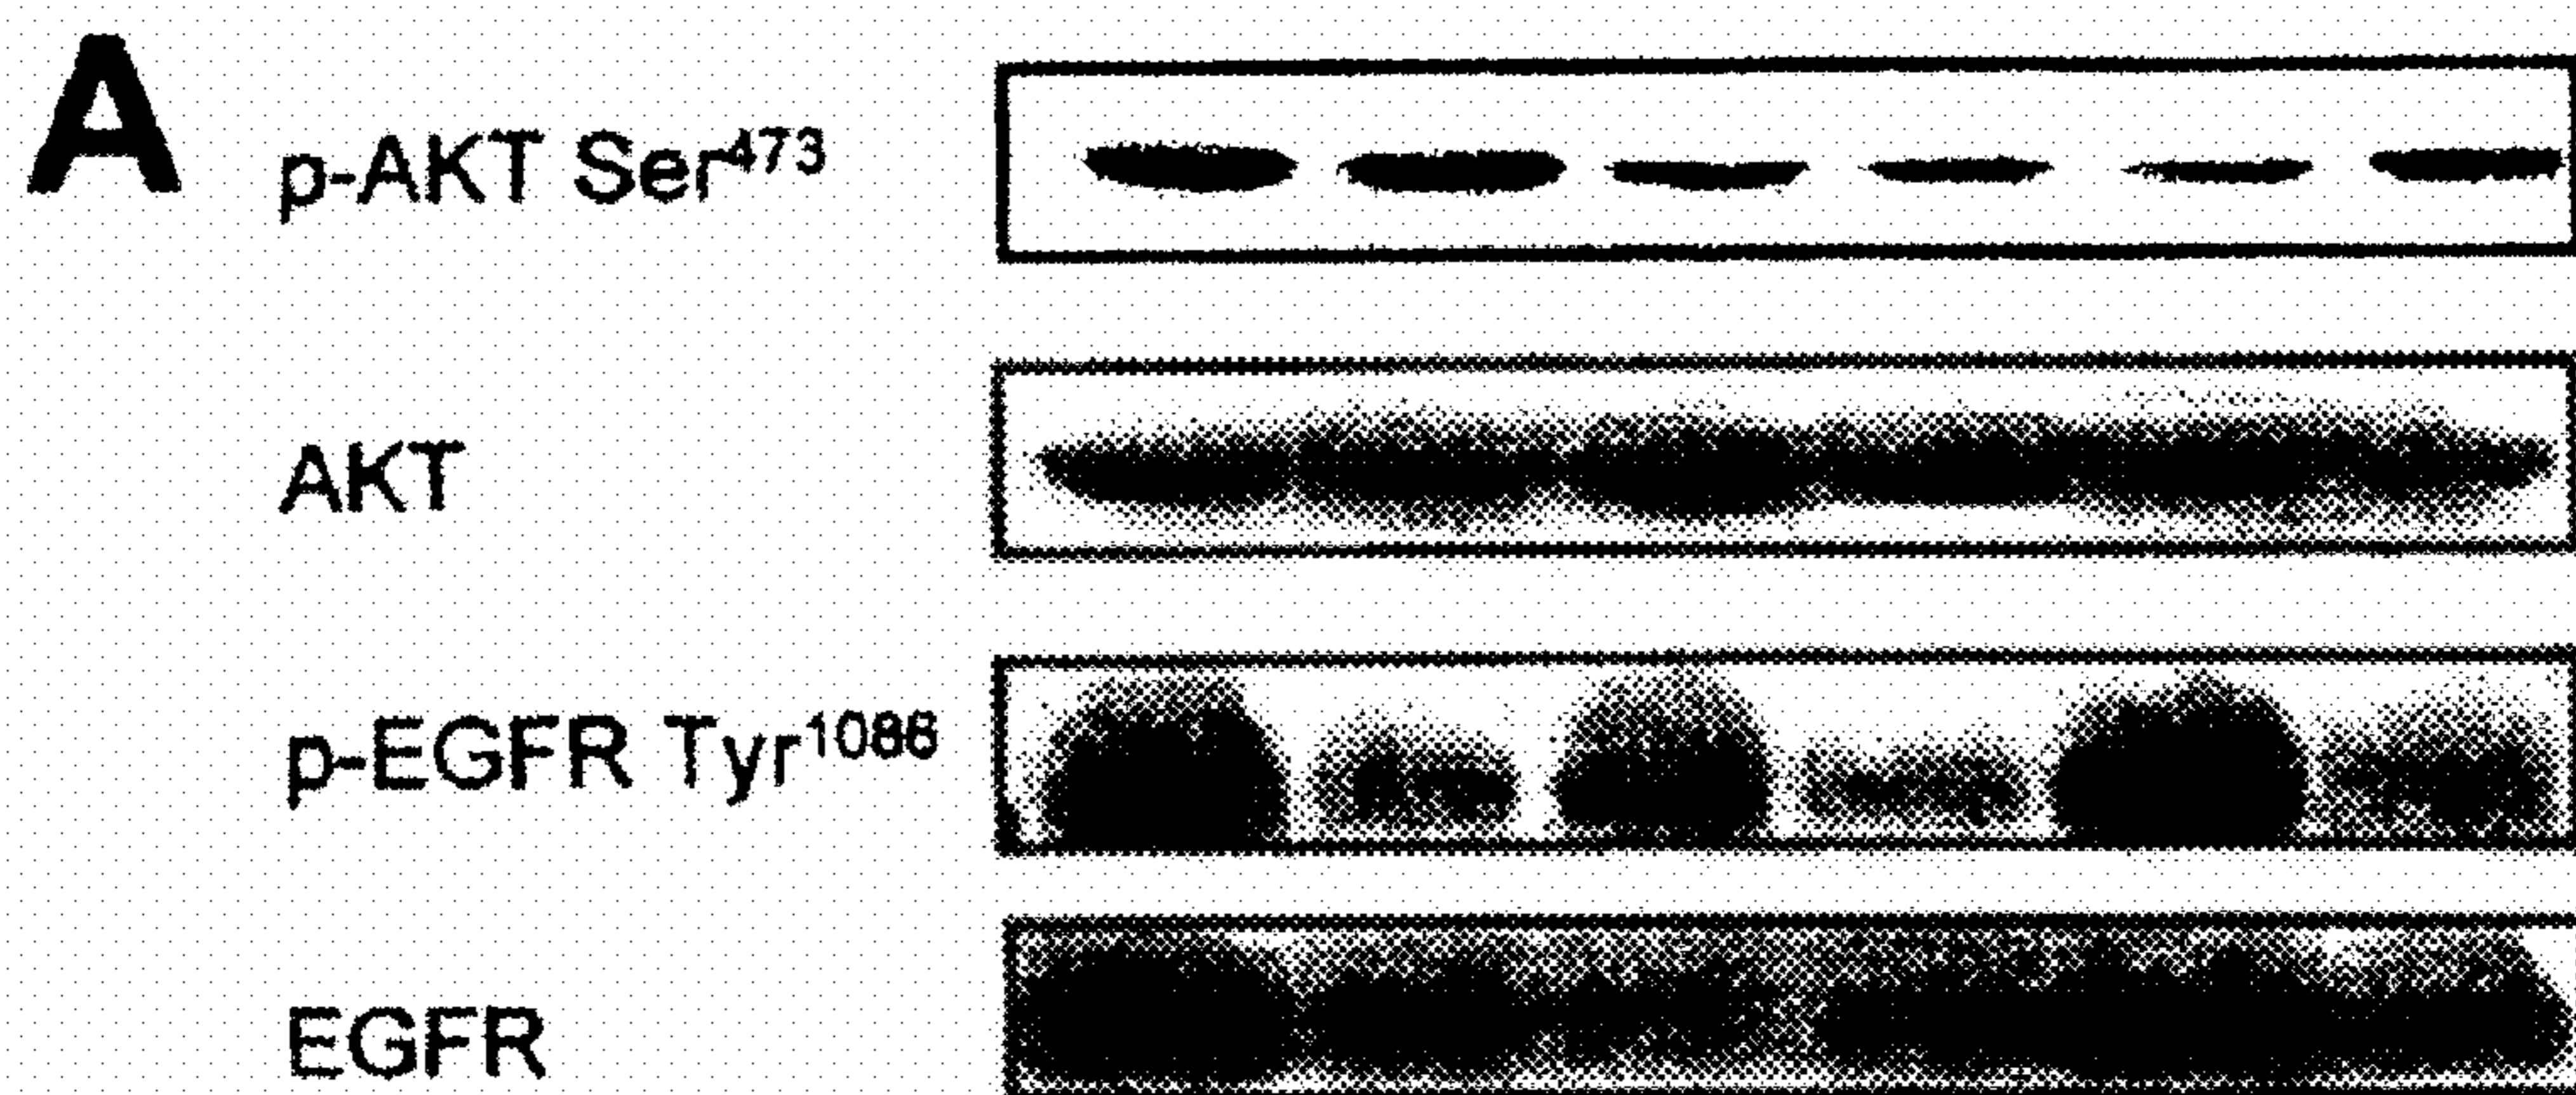 A
p-AKT Ser⁴⁷³
AKT
p-EGFR Tyr¹⁰⁸⁶
EGFR